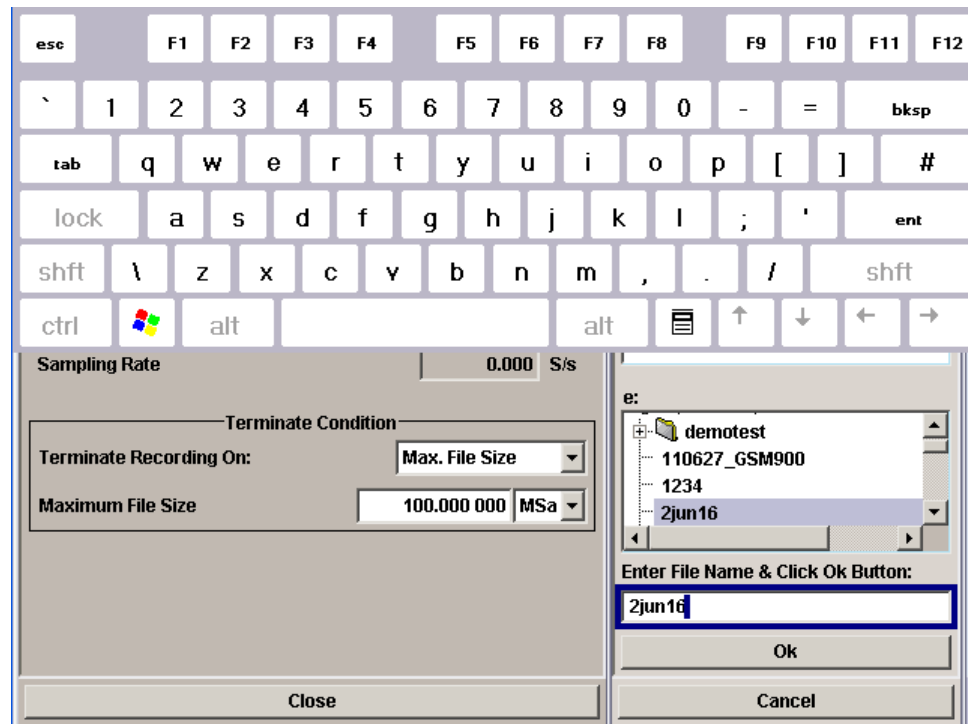 esc F1 F2 F3 F4 F5 F6 F7 F8 F9 F10 F11 F12
` 1 2 3 4 5 6 7 8 9 0 - = bksp
tab q w e r t y u i o p [ ] #
lock a s d f g h j k l ; ' ent
shft \ z x c v b n m , . / shft
ctrl alt alt ↑ ↓ ← →
Sampling Rate 0.000 S/s
Terminate Condition
Terminate Recording On: Max. File Size
Maximum File Size 100.000 000 MSa
Close
e:
demotest
110627_GSM900
1234
2jun16
Enter File Name & Click Ok Button:
2jun16
Ok
Cancel